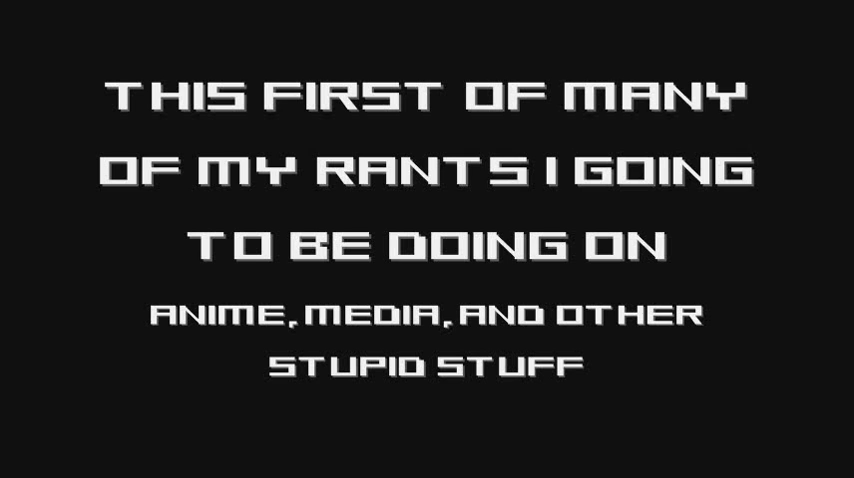 THIS FIRST OF MANY
OF MY RANTS I GOING
TO BE DOING ON
ANIME, MEDIA, AND OTHER
STUPID STUFF